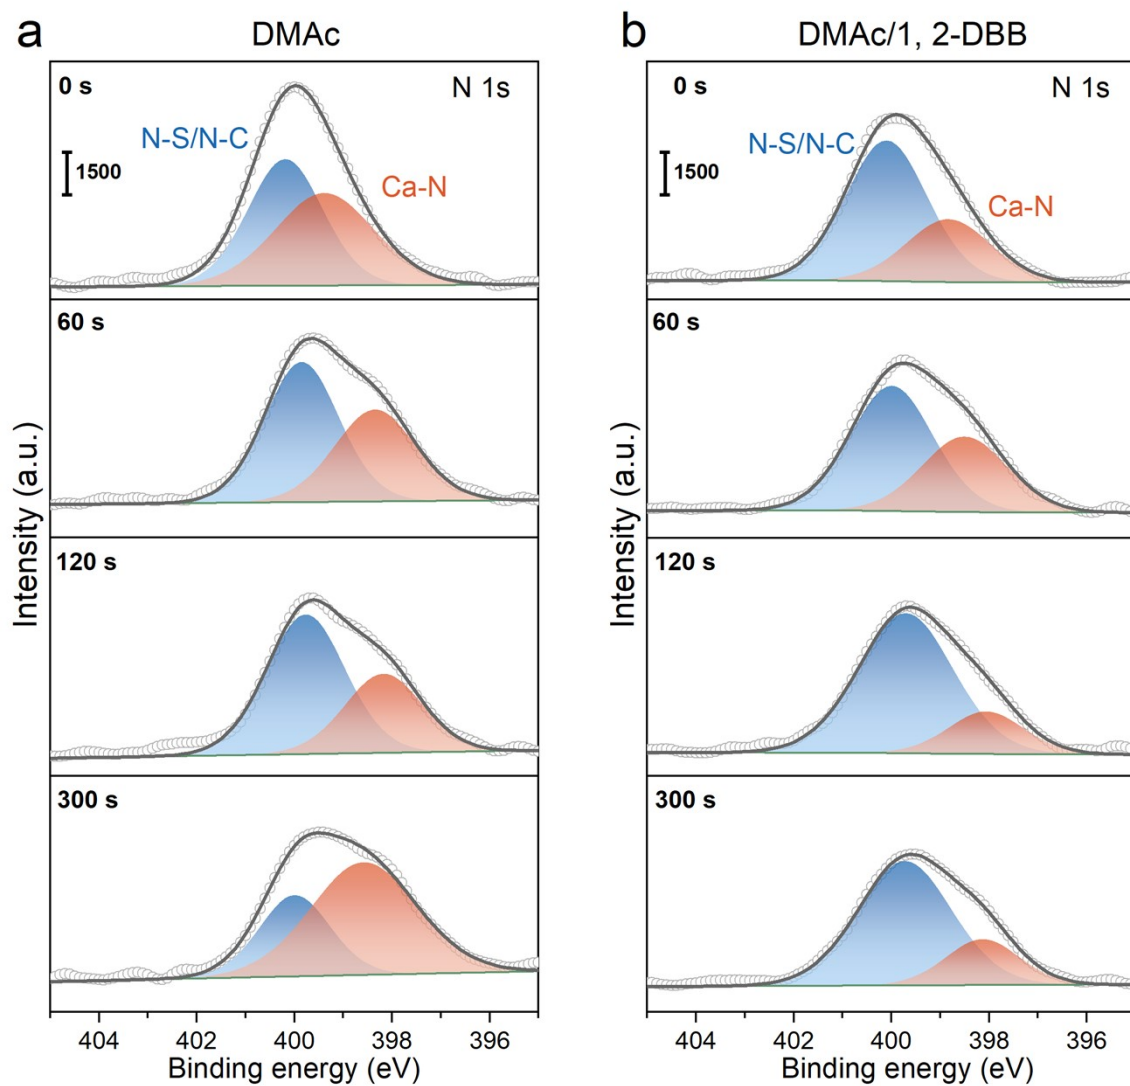 a
DMAc
0 s
N 1s
N-S/N-C
1500
Ca-N
60 s
120 s
300 s
Intensity (a.u.)
404
402
400
398
396
Binding energy (eV)
b
DMAc/1, 2-DBB
0 s
N 1s
N-S/N-C
1500
Ca-N
60 s
120 s
300 s
Intensity (a.u.)
404
402
400
398
396
Binding energy (eV)